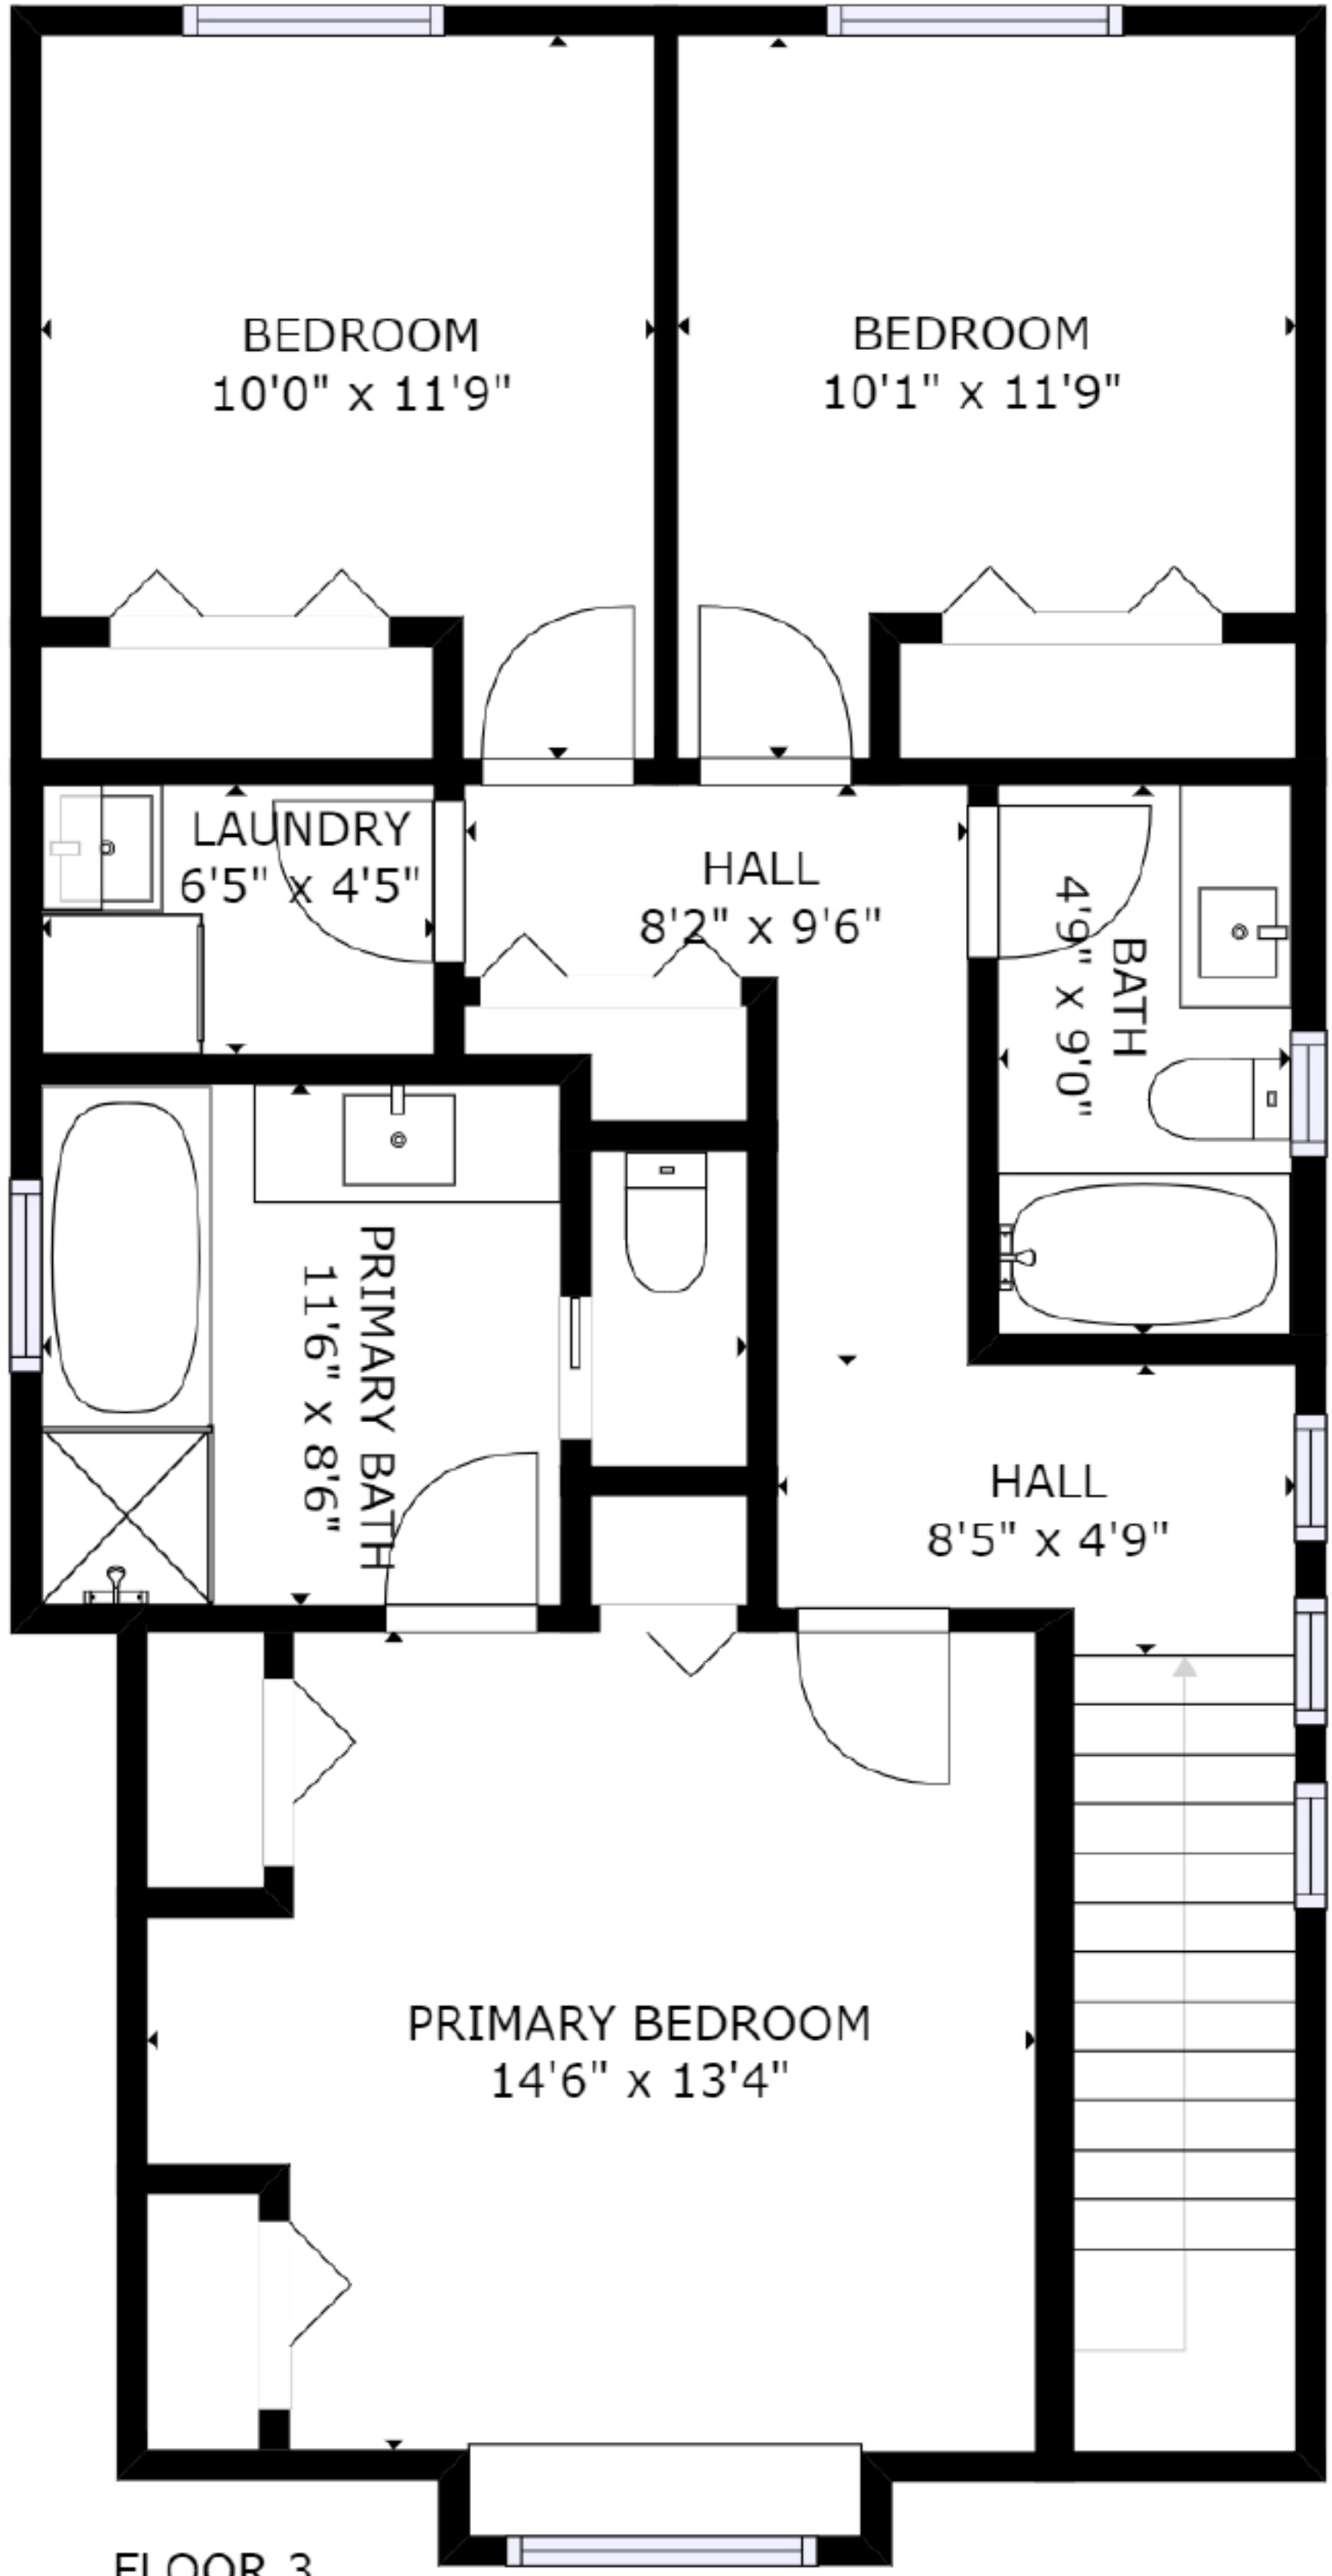 BEDROOM
10'0" x 11'9"
BEDROOM
10'1" x 11'9"
LAUNDRY
6'5" x 4'5"
HALL
8'2" x 9'6"
BATH
4'9" x 9'0"
PRIMARY BATH
11'6" x 8'6"
HALL
8'5" x 4'9"
PRIMARY BEDROOM
14'6" x 13'4"
FLOOR 3